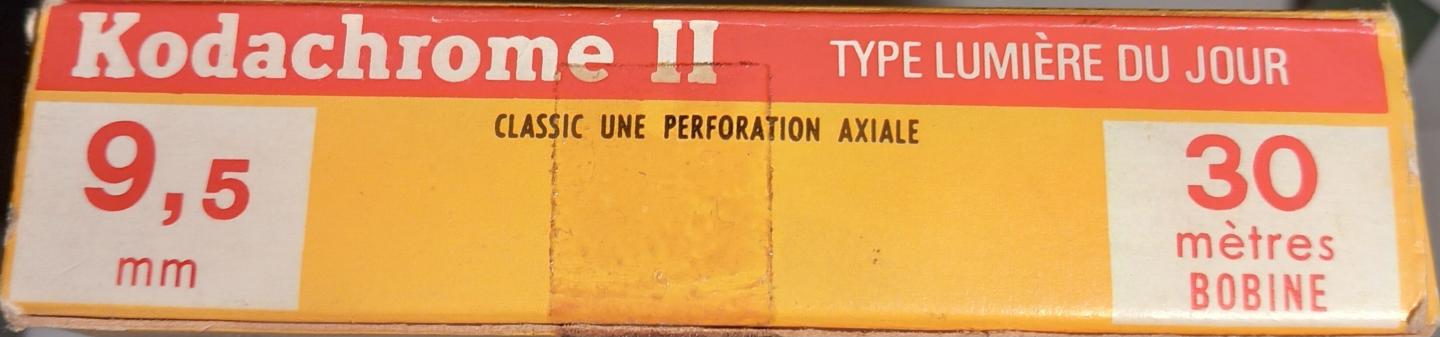 Kodachrome II TYPE LUMIÈRE DU JOUR
CLASSIC UNE PERFORATION AXIALE
9,5
mm
30
mètres
BOBINE